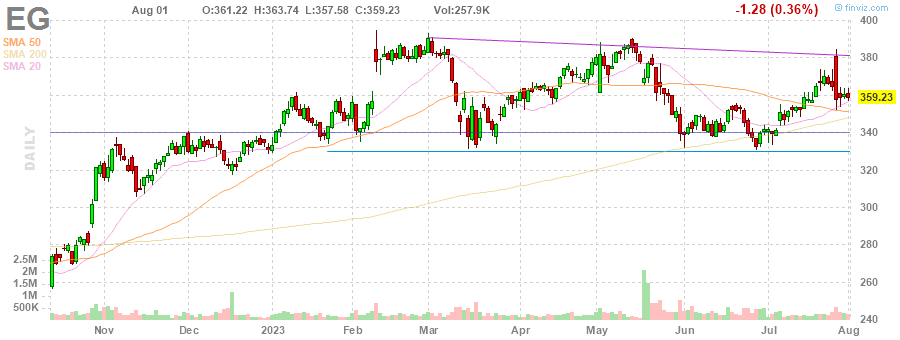 EG Aug 01 O:361.22 H:363.74 L:357.58 C:359.23 Vol:257.9K -1.28 (0.36%) © finviz.com
SMA 50
SMA 200
SMA 20
DAILY
400
380
359.23
340
320
300
280
260
240
2.5M
2M
1.5M
1M
500K
Nov Dec 2023 Feb Mar Apr May Jun Jul Aug